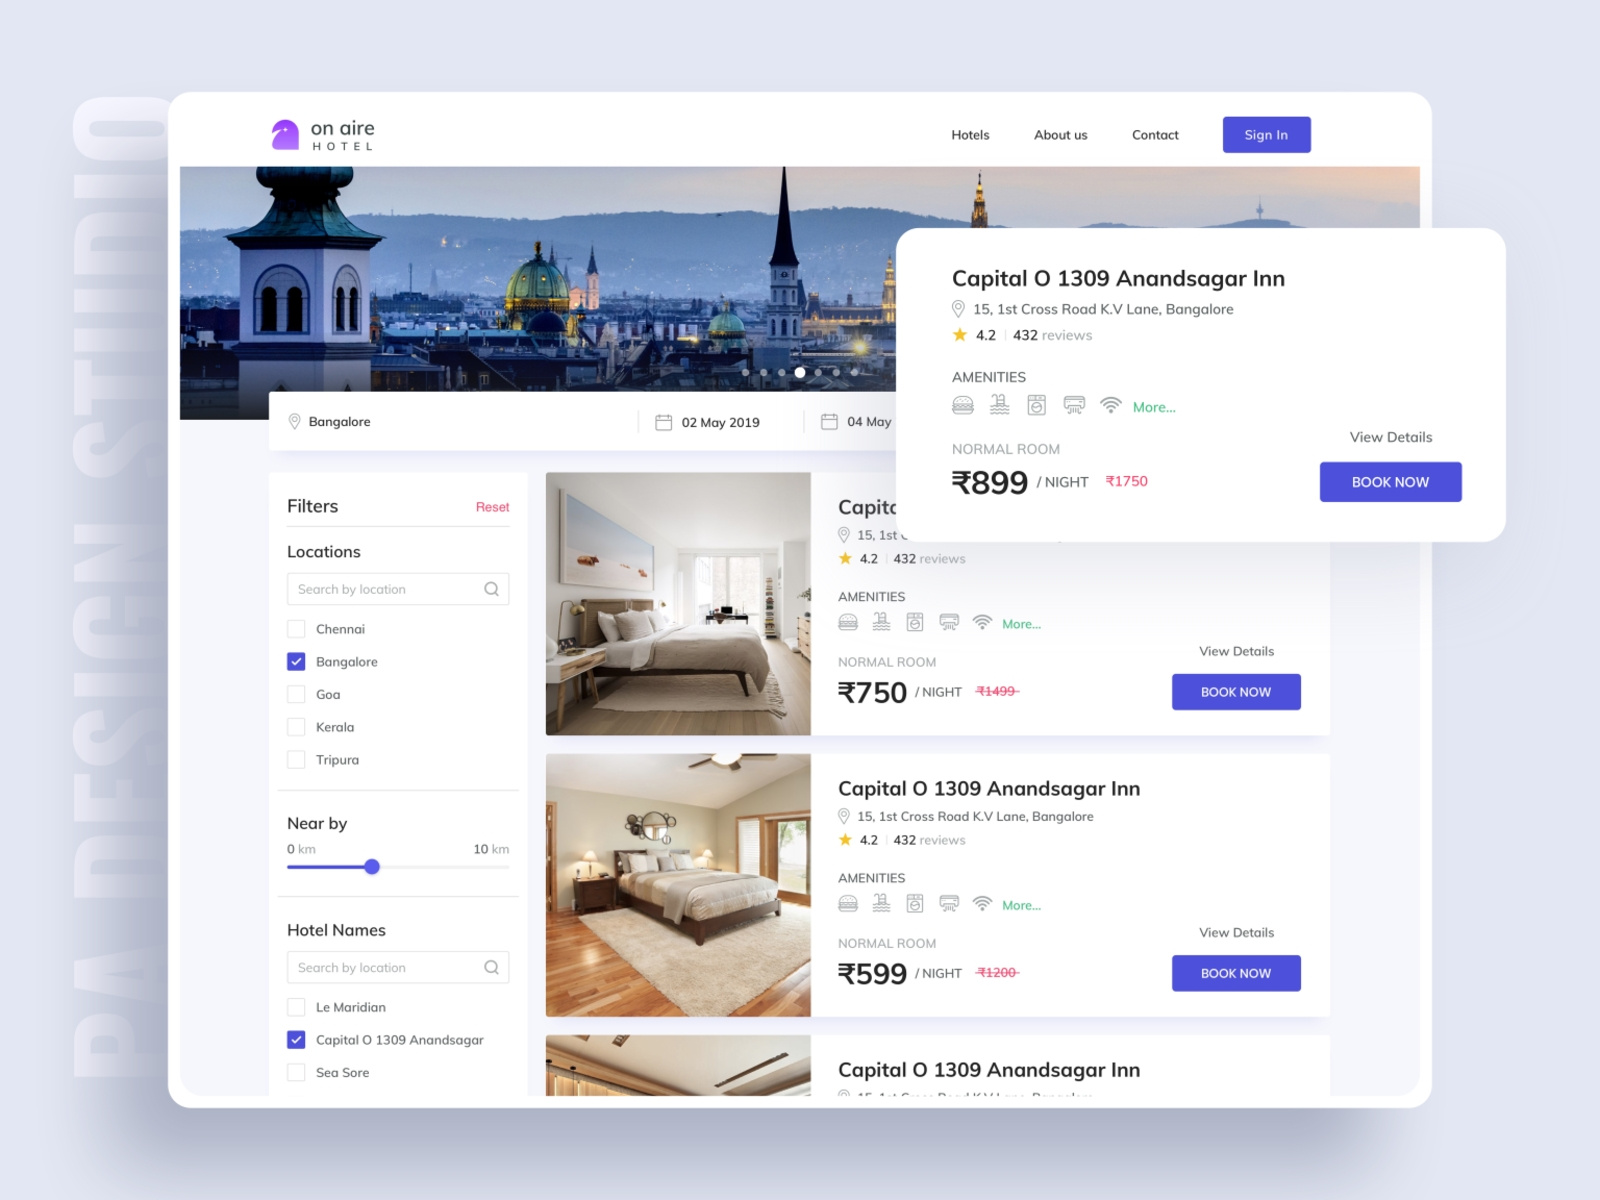 PA DESIGN STUDIO
on aire
HOTEL
Hotels
About us
Contact
Sign In
Capital O 1309 Anandsagar Inn
15, 1st Cross Road K.V Lane, Bangalore
4.2 | 432 reviews
AMENITIES
More...
NORMAL ROOM
₹899 / NIGHT ₹1750
View Details
BOOK NOW
Bangalore
02 May 2019
04 May
Filters
Reset
Locations
Search by location
Chennai
Bangalore
Goa
Kerala
Tripura
Near by
0 km
10 km
Hotel Names
Search by location
Le Maridian
Capital O 1309 Anandsagar
Sea Sore
15, 1st
4.2 | 432 reviews
AMENITIES
More...
NORMAL ROOM
₹750 / NIGHT ₹1499
View Details
BOOK NOW
Capital O 1309 Anandsagar Inn
15, 1st Cross Road K.V Lane, Bangalore
4.2 | 432 reviews
AMENITIES
More...
NORMAL ROOM
₹599 / NIGHT ₹1200
View Details
BOOK NOW
Capital O 1309 Anandsagar Inn